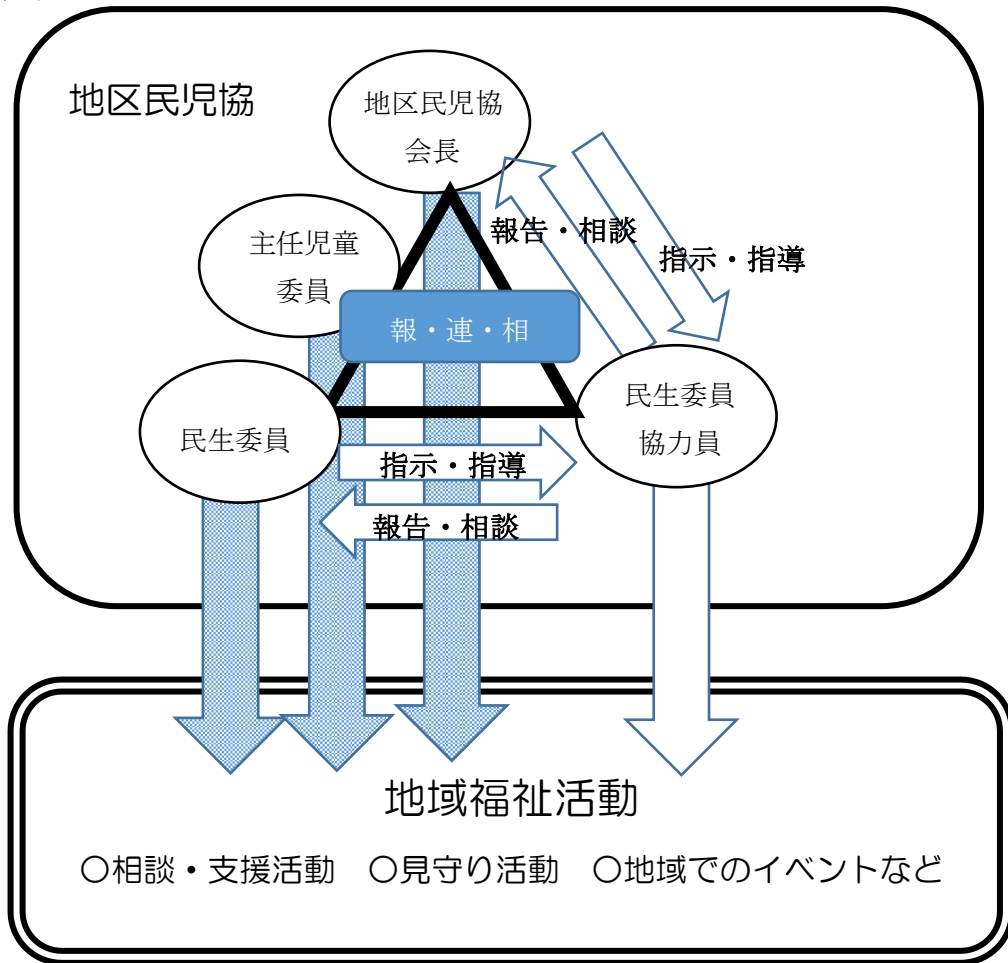 地区民児協
地区民児協
会長
報告・相談
指示・指導
主任児童
委員
報・連・相
民生委員
民生委員
協力員
指示・指導
報告・相談
地域福祉活動
○相談・支援活動　○見守り活動　○地域でのイベントなど